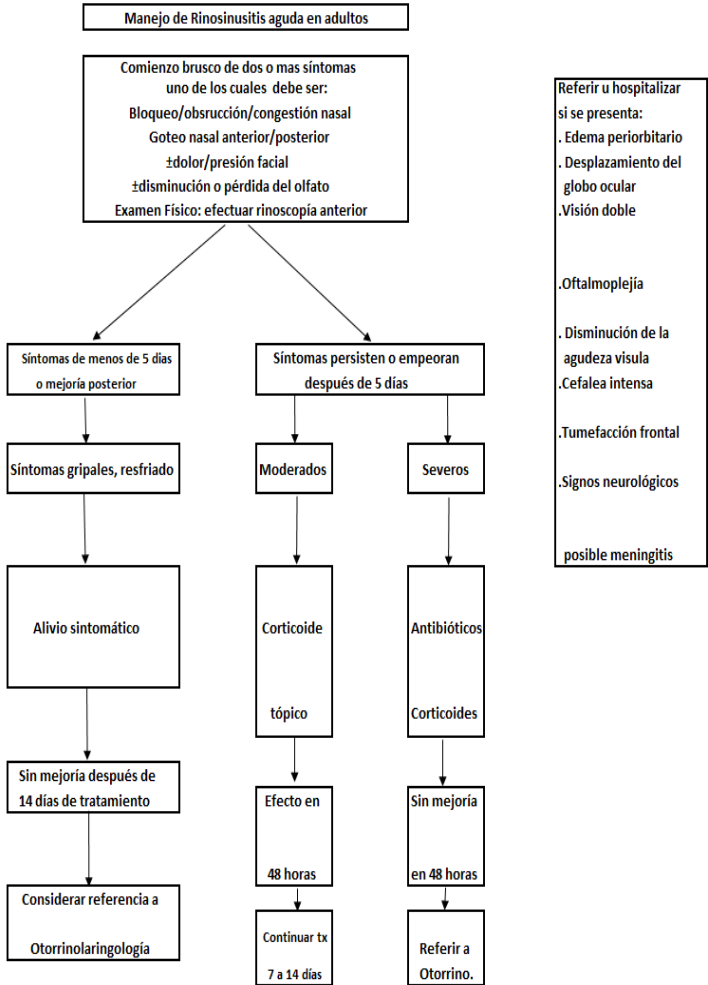 Manejo de Rinosinusitis aguda en adultos
Comienzo brusco de dos o mas síntomas
uno de los cuales debe ser:
Bloqueo/obsrucción/congestión nasal
Goteo nasal anterior/posterior
±dolor/presión facial
±disminución o pérdida del olfato
Examen Físico: efectuar rinoscopía anterior
Síntomas de menos de 5 dias
o mejoría posterior
Síntomas gripales, resfriado
Alivio sintomático
Sin mejoría después de
14 días de tratamiento
Considerar referencia a
Otorrinolaringología
Síntomas persisten o empeoran
después de 5 días
Moderados
Corticoide
tópico
Efecto en
48 horas
Continuar tx
7 a 14 días
Severos
Antibióticos
Corticoides
Sin mejoría
en 48 horas
Referir a
Otorrino.
Referir u hospitalizar
si se presenta:
. Edema periorbitario
. Desplazamiento del
globo ocular
.Visión doble
.Oftalmoplejía
. Disminución de la
agudeza visula
.Cefalea intensa
.Tumefacción frontal
.Signos neurológicos
posible meningitis